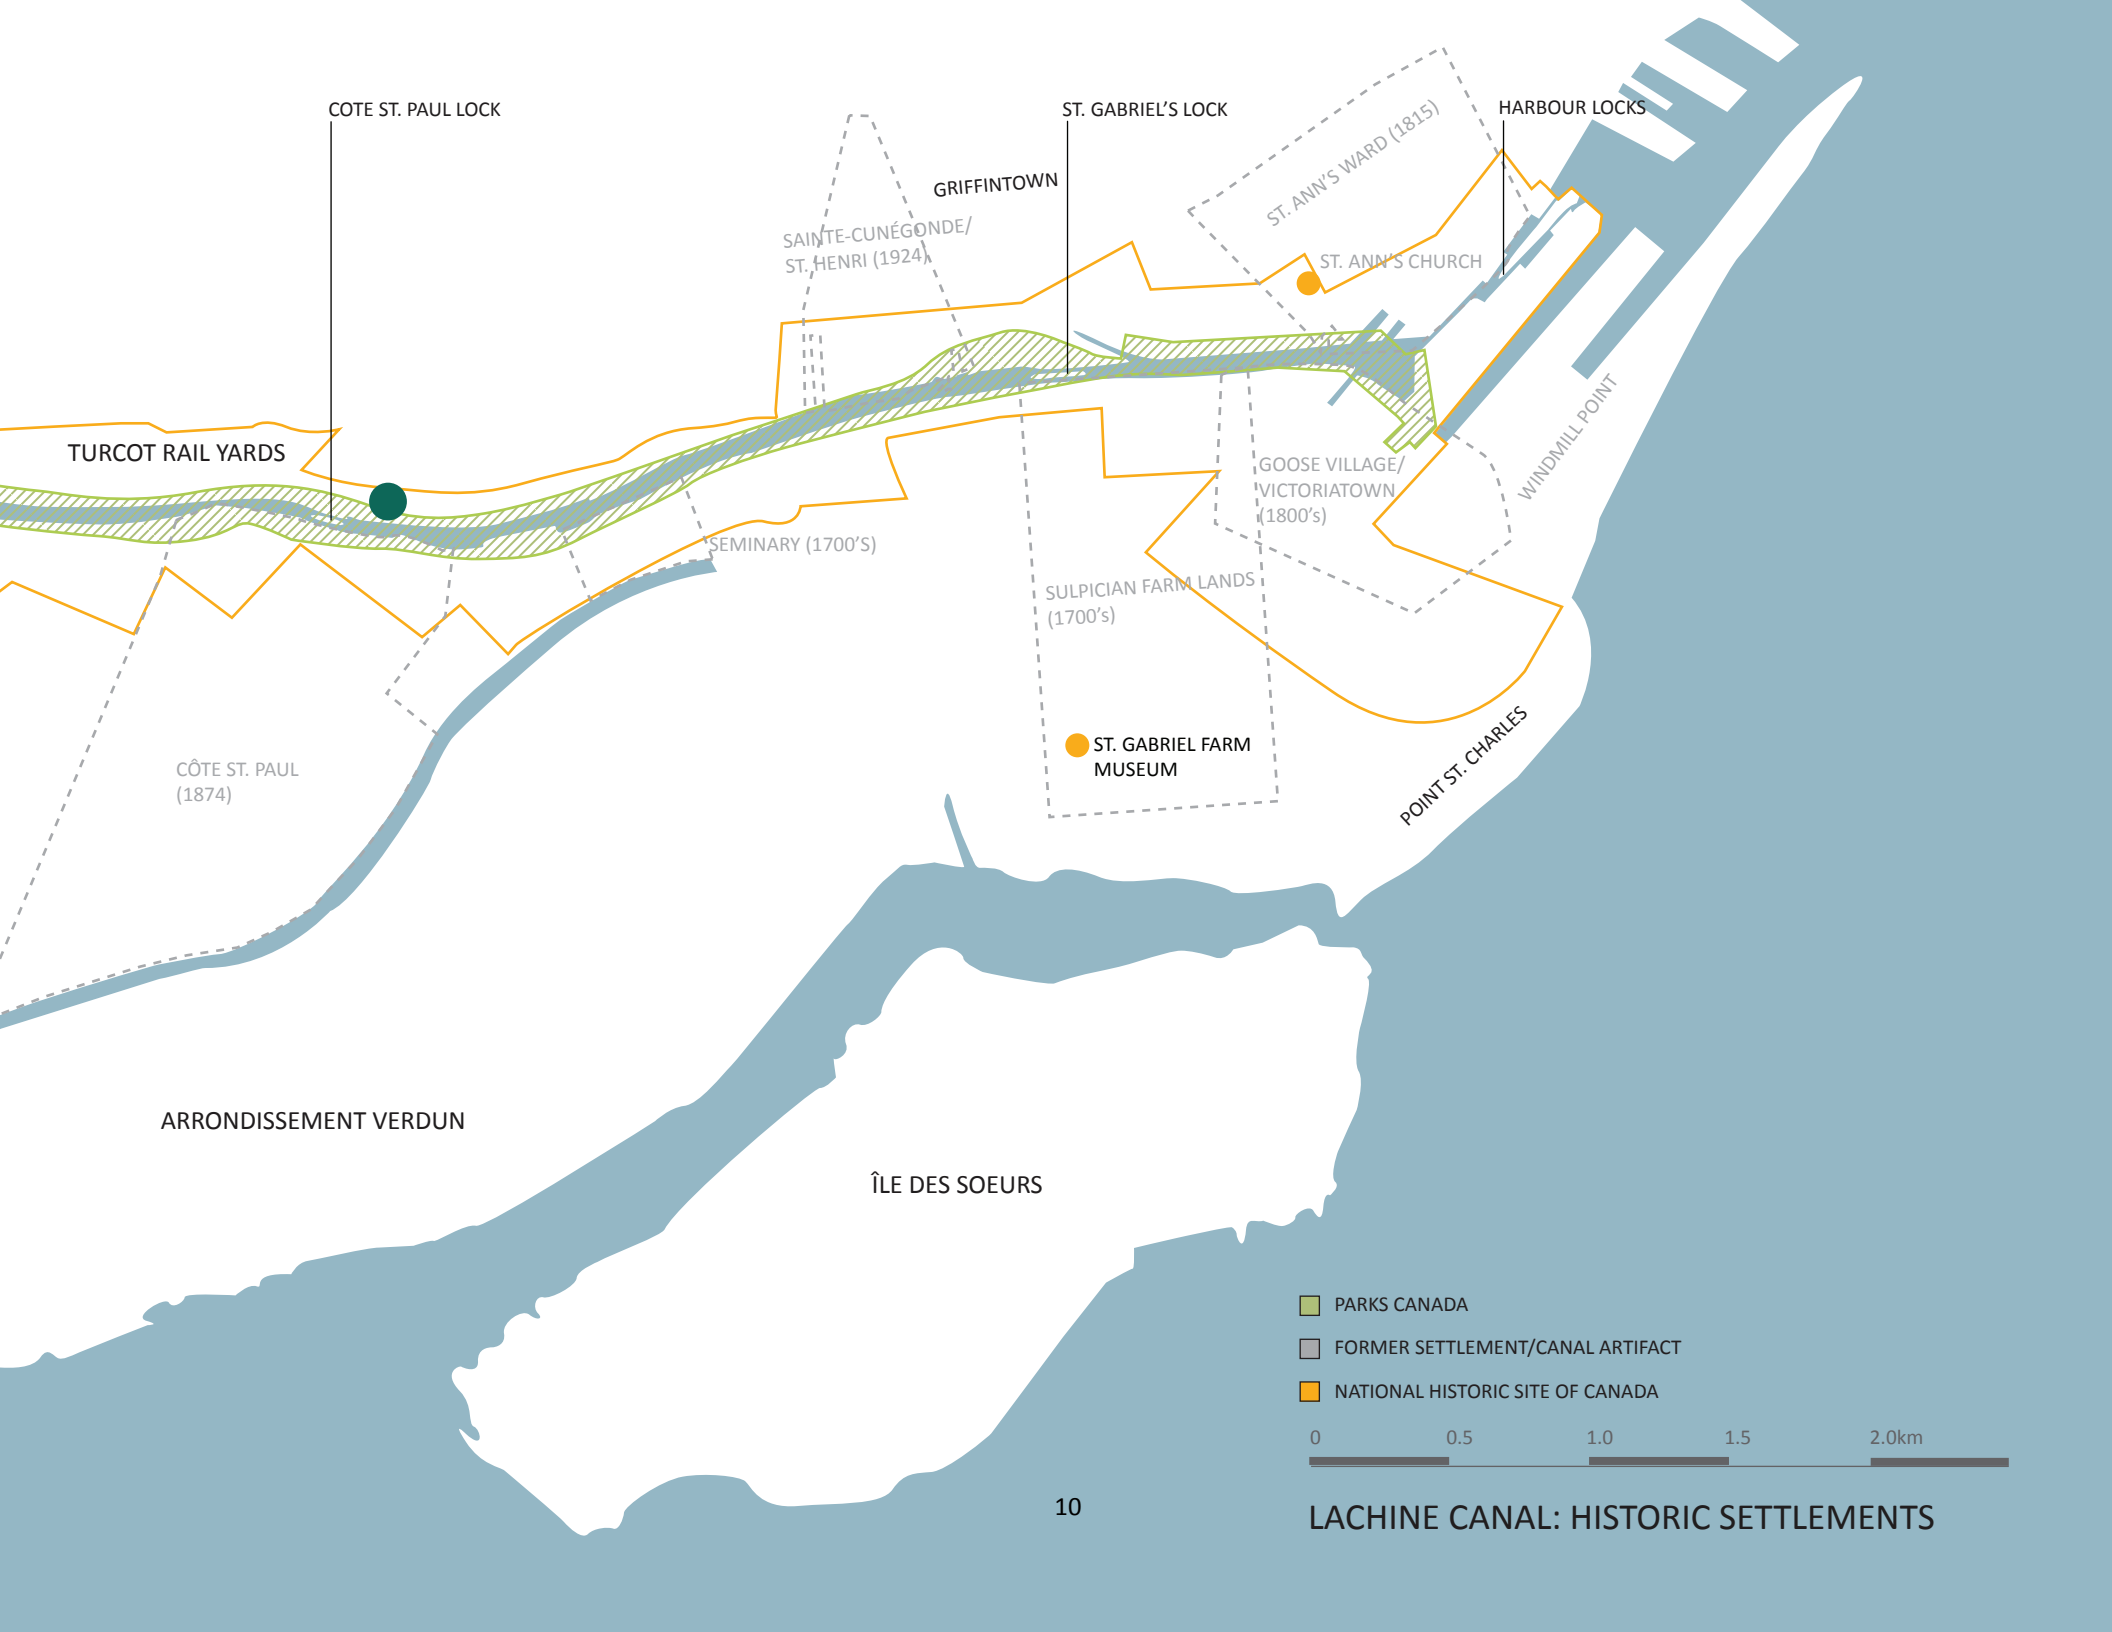 COTE ST. PAUL LOCK
ST. GABRIEL'S LOCK
HARBOUR LOCKS
ST. ANN'S WARD (1815)
GRIFFINTOWN
SAINTE-CUNÉGONDE/
ST. HENRI (1924)
ST. ANN'S CHURCH
TURCOT RAIL YARDS
WINDMILL POINT
GOOSE VILLAGE/
VICTORIATOWN
(1800's)
SEMINARY (1700'S)
SULPICIAN FARM LANDS
(1700's)
ST. GABRIEL FARM
MUSEUM
POINT ST. CHARLES
CÔTE ST. PAUL
(1874)
ARRONDISSEMENT VERDUN
ÎLE DES SOEURS
PARKS CANADA
FORMER SETTLEMENT/CANAL ARTIFACT
NATIONAL HISTORIC SITE OF CANADA
0 0.5 1.0 1.5 2.0km
10
LACHINE CANAL: HISTORIC SETTLEMENTS